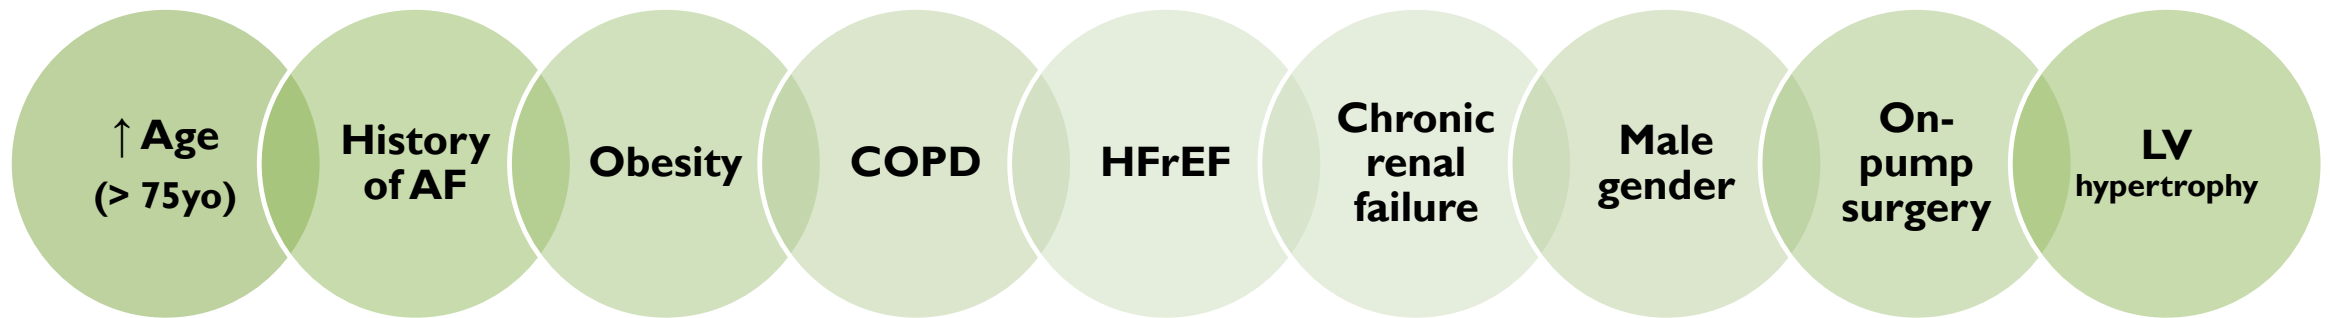 ↑ Age
(> 75yo)
History
of AF
Obesity
COPD
HFrEF
Chronic
renal
failure
Male
gender
On-
pump
surgery
LV
hypertrophy